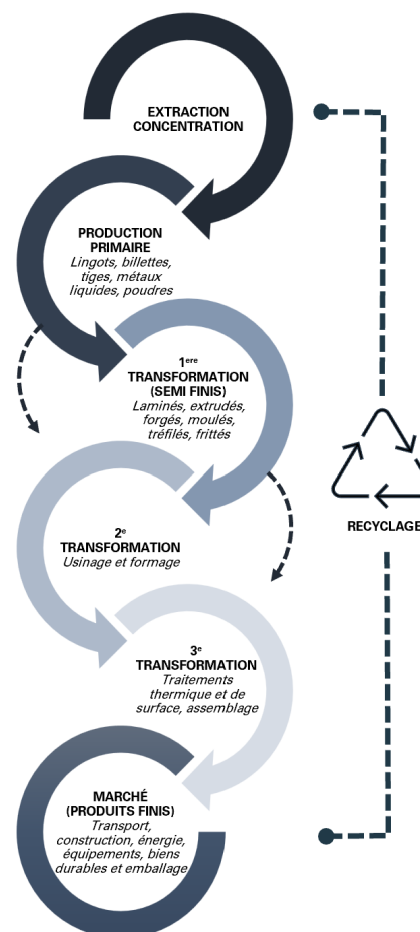 EXTRACTION
CONCENTRATION
PRODUCTION
PRIMAIRE
Lingots, billettes,
tiges, métaux
liquides, poudres
1ere
TRANSFORMATION
(SEMI FINIS)
Laminés, extrudés,
forgés, moulés,
tréfilés, frittés
RECYCLAGE
2e
TRANSFORMATION
Usinage et formage
3e
TRANSFORMATION
Traitements
thermique et de
surface, assemblage
MARCHÉ
(PRODUITS FINIS)
Transport,
construction, énergie,
équipements, biens
durables et emballage